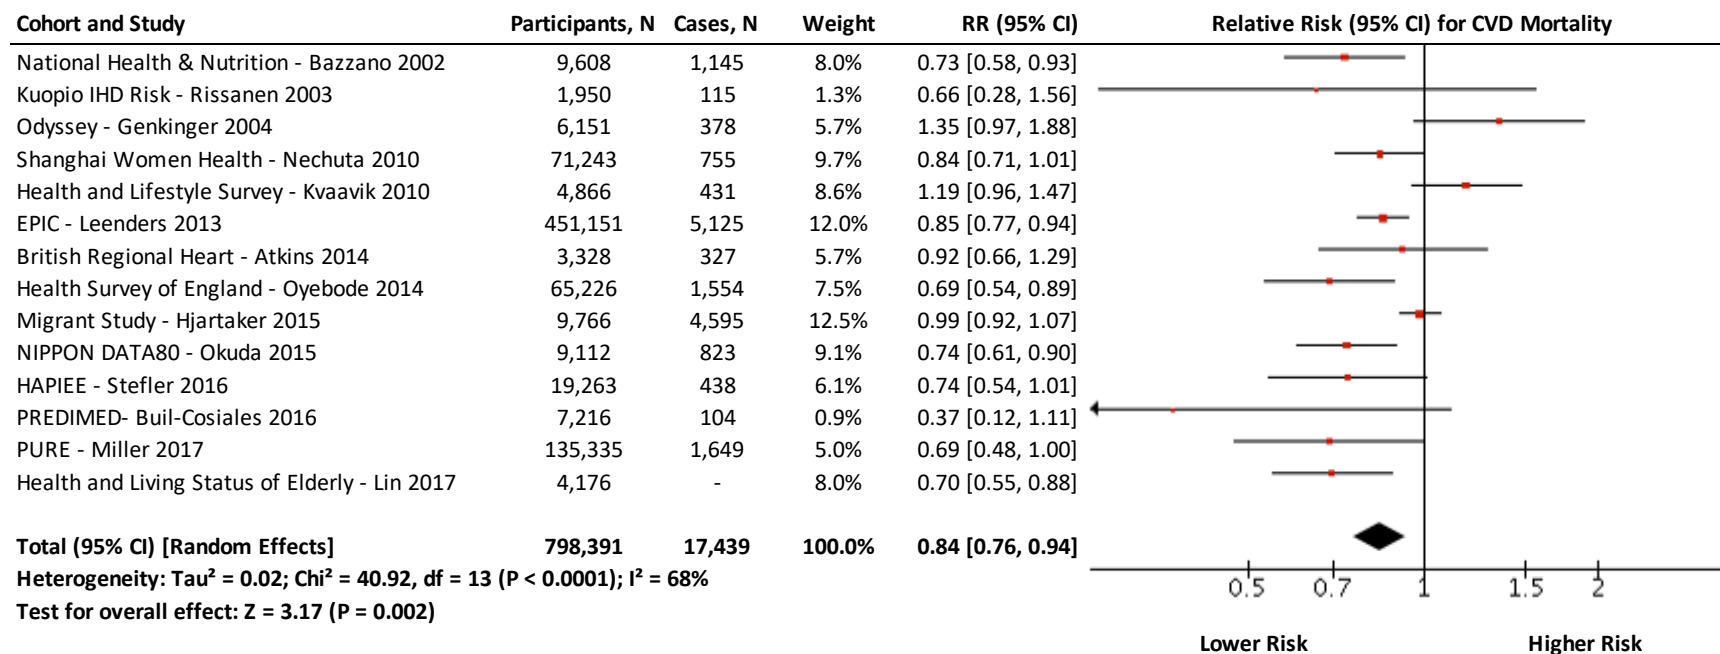 Cohort and Study Participants, N Cases, N Weight RR (95% CI) Relative Risk (95% CI) for CVD Mortality
National Health & Nutrition - Bazzano 2002 9,608 1,145 8.0% 0.73 [0.58, 0.93]
Kuopio IHD Risk - Rissanen 2003 1,950 115 1.3% 0.66 [0.28, 1.56]
Odyssey - Genkinger 2004 6,151 378 5.7% 1.35 [0.97, 1.88]
Shanghai Women Health - Nechuta 2010 71,243 755 9.7% 0.84 [0.71, 1.01]
Health and Lifestyle Survey - Kvaavik 2010 4,866 431 8.6% 1.19 [0.96, 1.47]
EPIC - Leenders 2013 451,151 5,125 12.0% 0.85 [0.77, 0.94]
British Regional Heart - Atkins 2014 3,328 327 5.7% 0.92 [0.66, 1.29]
Health Survey of England - Oyebode 2014 65,226 1,554 7.5% 0.69 [0.54, 0.89]
Migrant Study - Hjartaker 2015 9,766 4,595 12.5% 0.99 [0.92, 1.07]
NIPPON DATA80 - Okuda 2015 9,112 823 9.1% 0.74 [0.61, 0.90]
HAPIEE - Stefler 2016 19,263 438 6.1% 0.74 [0.54, 1.01]
PREDIMED- Buil-Cosiales 2016 7,216 104 0.9% 0.37 [0.12, 1.11]
PURE - Miller 2017 135,335 1,649 5.0% 0.69 [0.48, 1.00]
Health and Living Status of Elderly - Lin 2017 4,176 - 8.0% 0.70 [0.55, 0.88]
Total (95% CI) [Random Effects] 798,391 17,439 100.0% 0.84 [0.76, 0.94]
Heterogeneity: Tau² = 0.02; Chi² = 40.92, df = 13 (P < 0.0001); I² = 68%
0.5 0.7 1 1.5 2
Test for overall effect: Z = 3.17 (P = 0.002)
Lower Risk Higher Risk